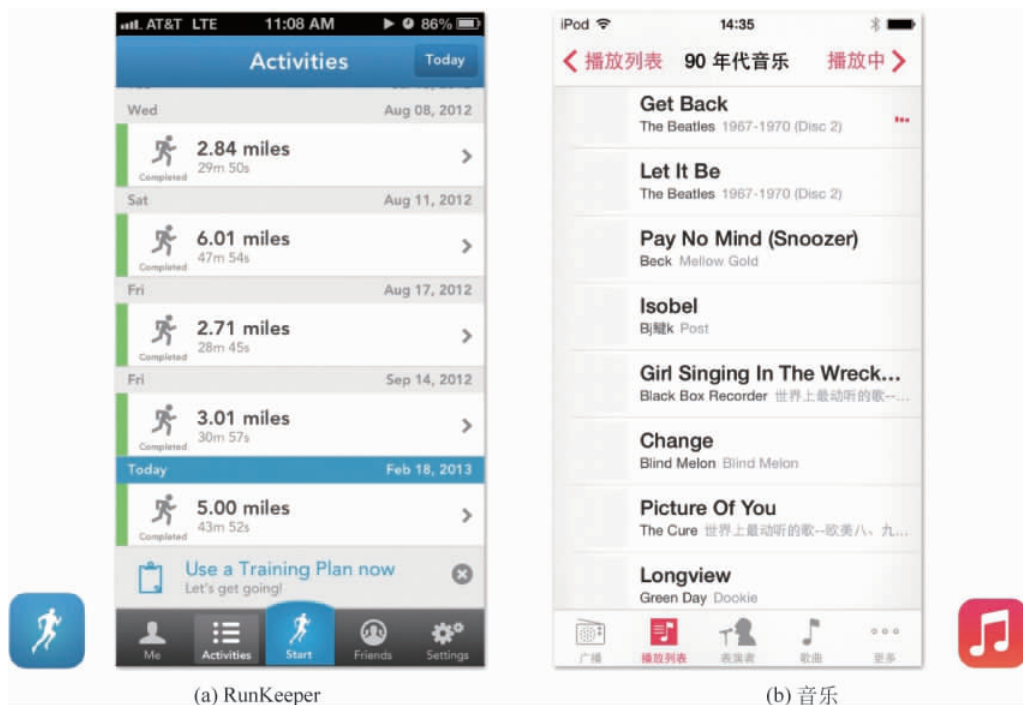 AT&T LTE 11:08 AM 86%
Activities Today
Wed Aug 08, 2012
2.84 miles
29m 50s
Completed
Sat Aug 11, 2012
6.01 miles
47m 54s
Completed
Fri Aug 17, 2012
2.71 miles
28m 45s
Completed
Fri Sep 14, 2012
3.01 miles
30m 57s
Completed
Today Feb 18, 2013
5.00 miles
43m 52s
Completed
Use a Training Plan now
Let's get going!
Me Activities Start Friends Settings
(a) RunKeeper
iPod 14:35
播放列表 90 年代音乐 播放中
Get Back
The Beatles 1967-1970 (Disc 2)
Let It Be
The Beatles 1967-1970 (Disc 2)
Pay No Mind (Snoozer)
Beck Mellow Gold
Isobel
Bj鰇k Post
Girl Singing In The Wreck...
Black Box Recorder 世界上最动听的歌--...
Change
Blind Melon Blind Melon
Picture Of You
The Cure 世界上最动听的歌--欧美八、九...
Longview
Green Day Dookie
广播 播放列表 表演者 歌曲 更多
(b) 音乐